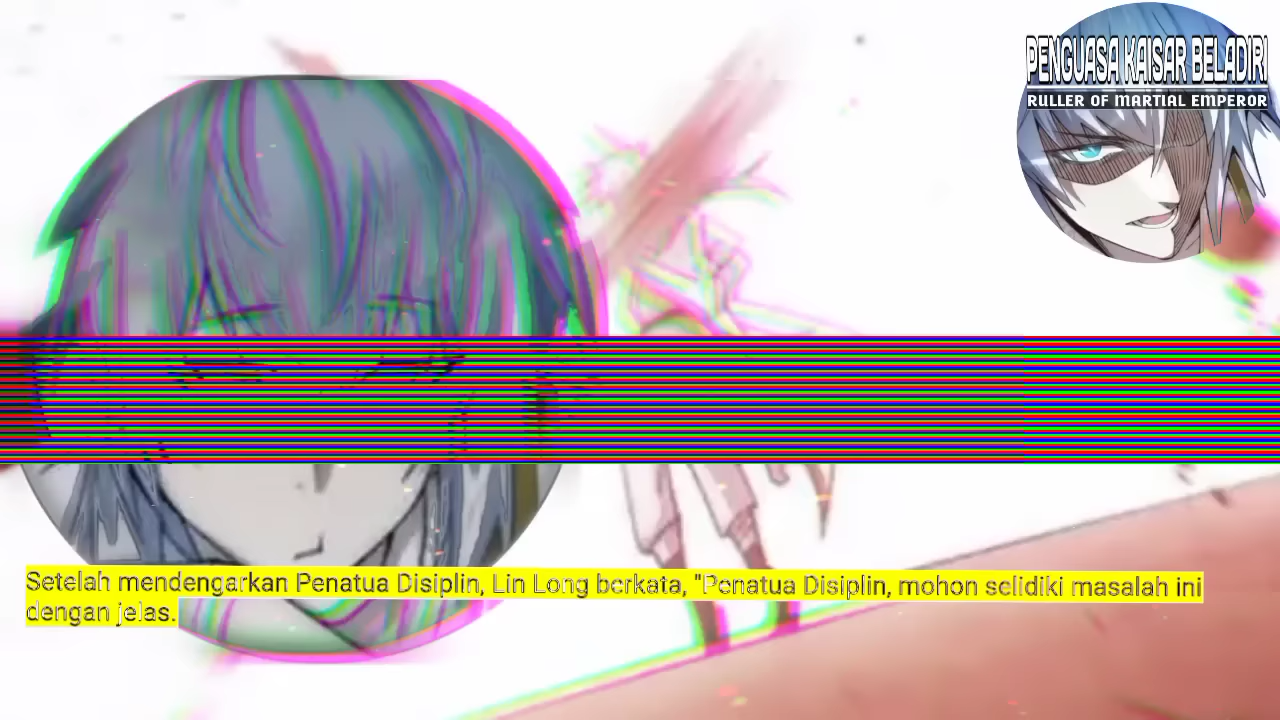 PENGUASA KAISAR BELADIRI
RULLER OF MARTIAL EMPEROR
Setelah mendengarkan Penatua Disiplin, Lin Long berkata, "Penatua Disiplin, mohon selidiki masalah ini
dengan jelas.